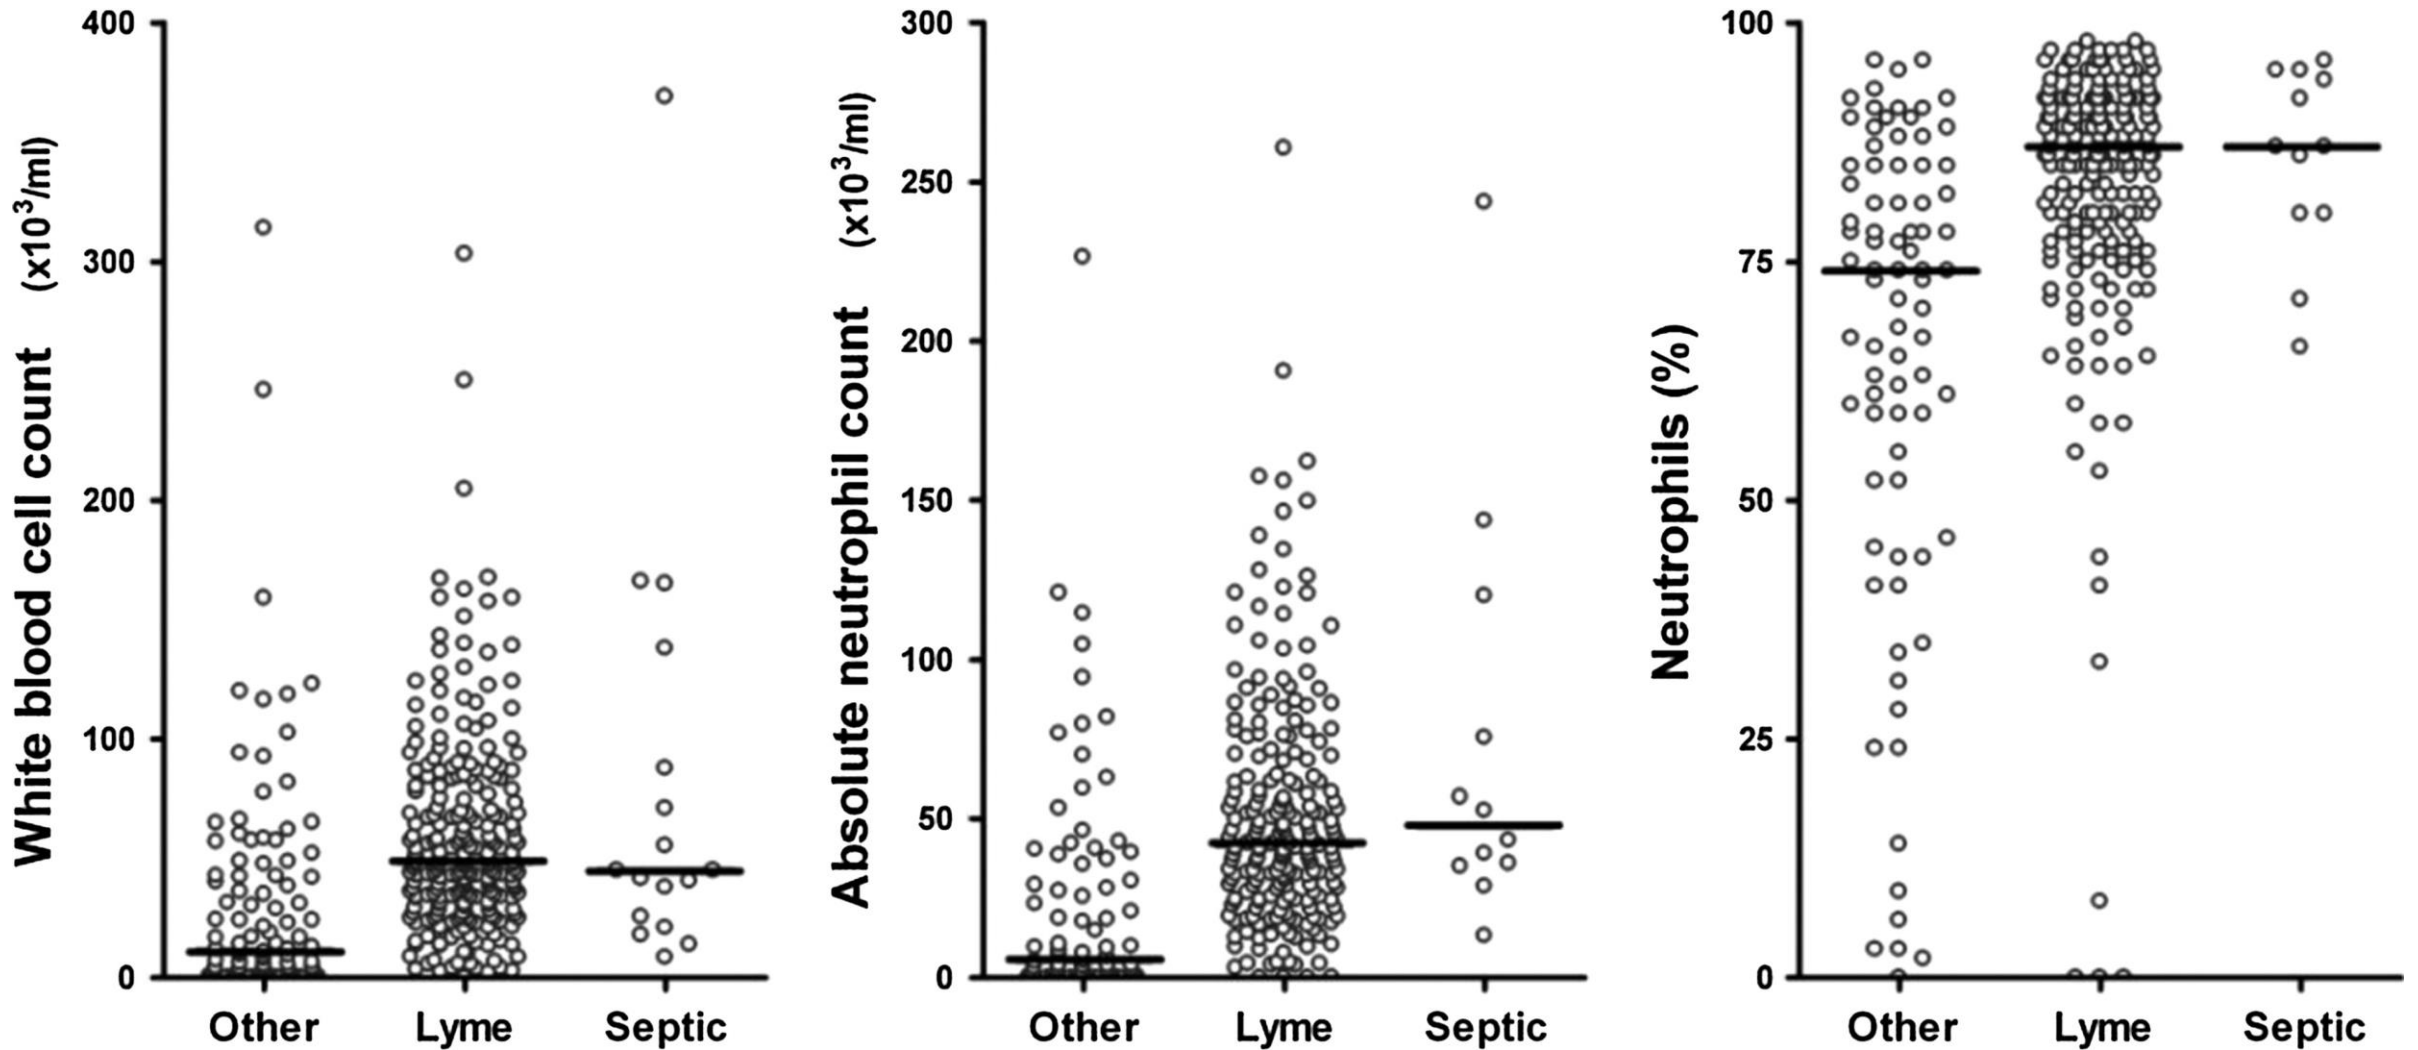 White blood cell count (x10³/ml)
400
300
200
100
0
Other Lyme Septic
Absolute neutrophil count (x10³/ml)
300
250
200
150
100
50
0
Other Lyme Septic
Neutrophils (%)
100
75
50
25
0
Other Lyme Septic